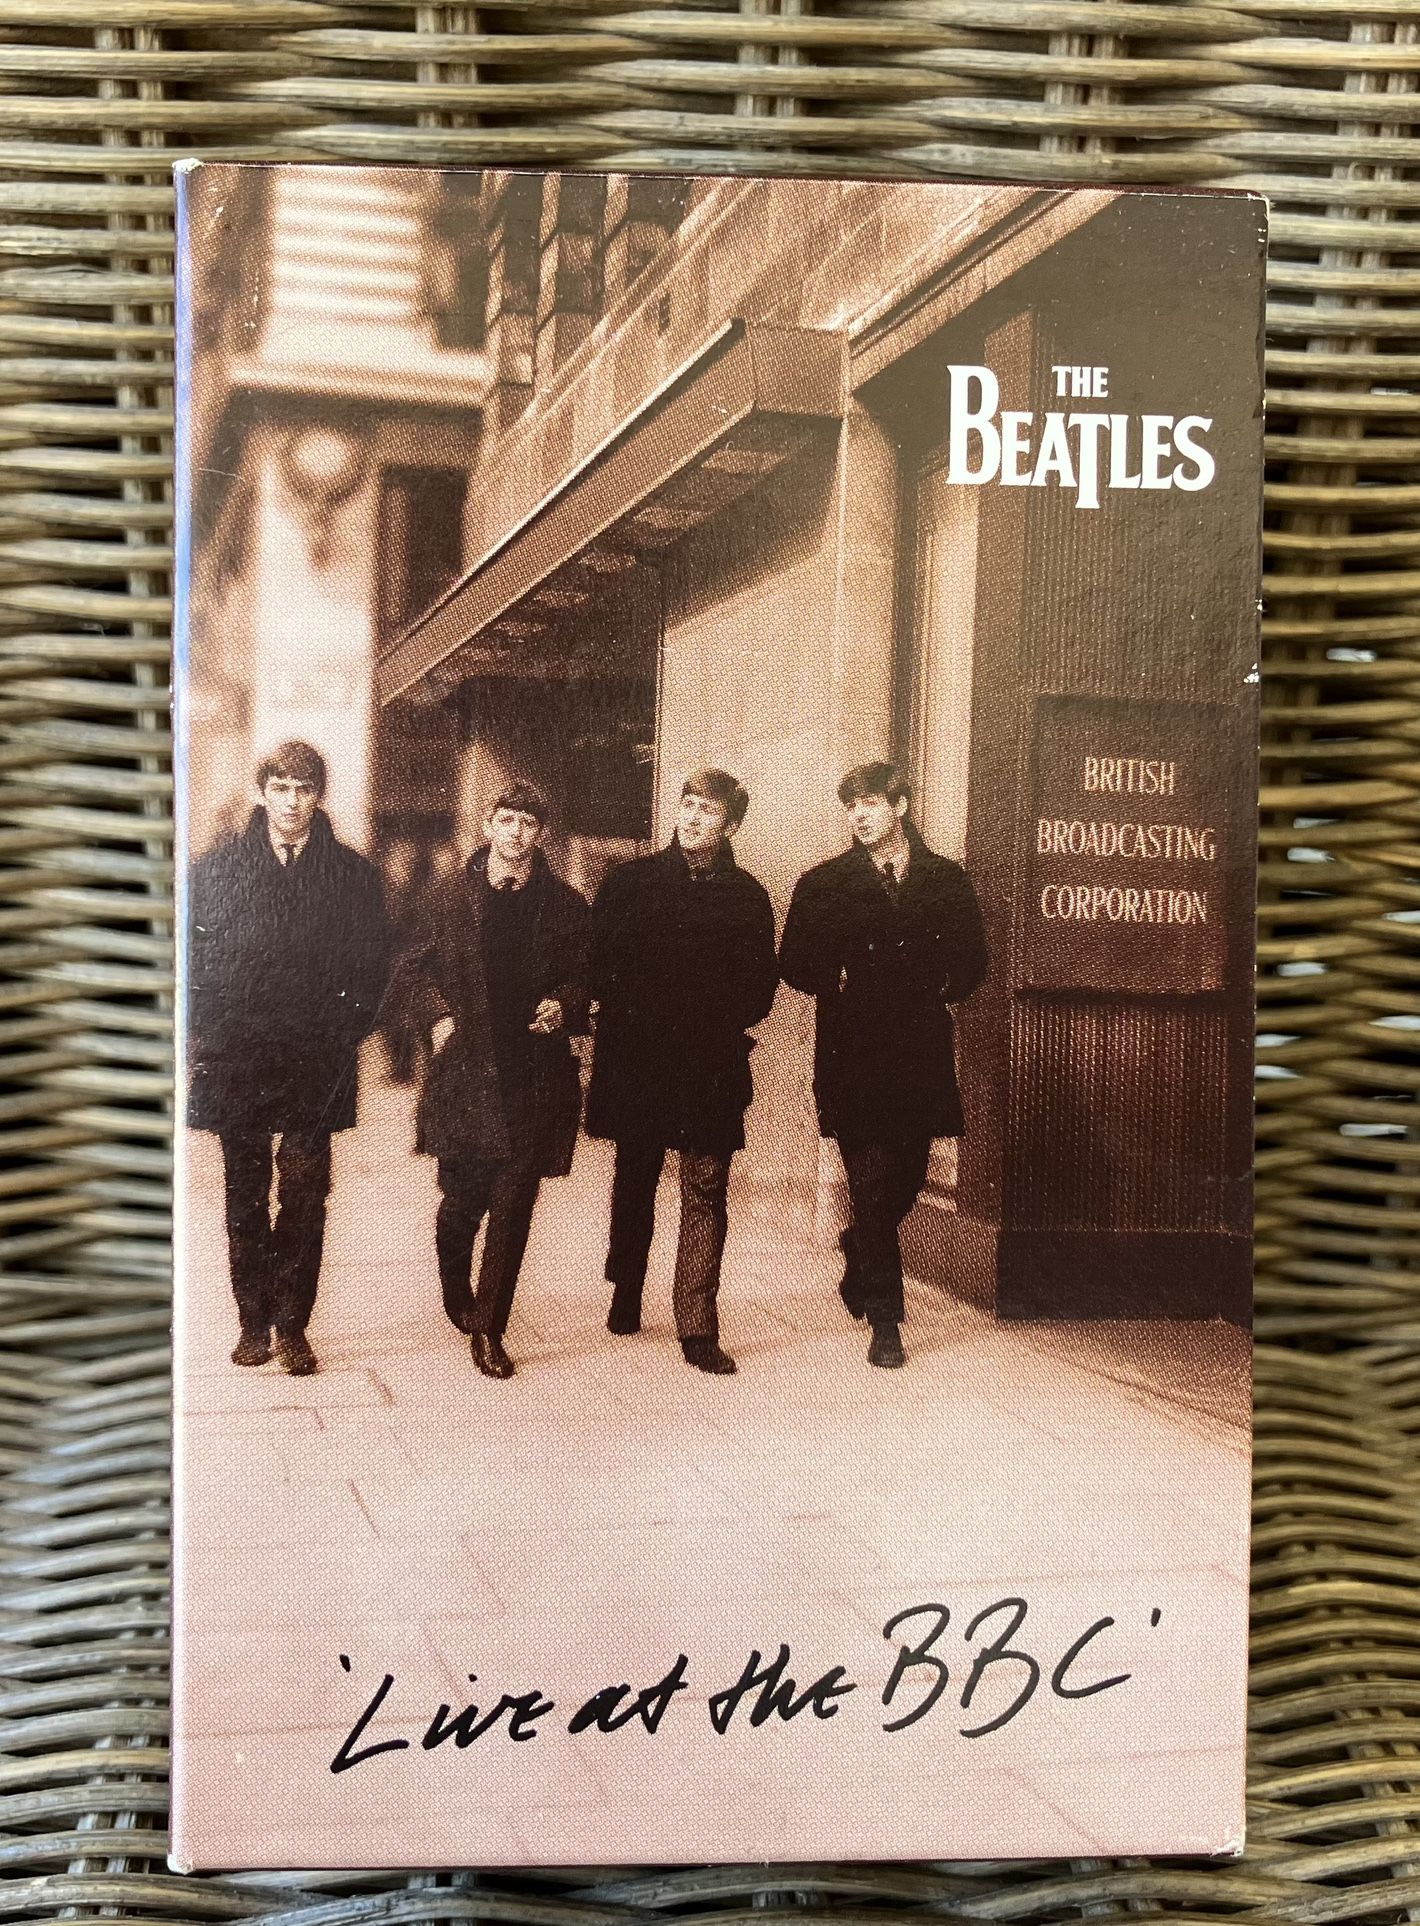 THE
BEATLES
BRITISH
BROADCASTING
CORPORATION
'Live at the BBC'